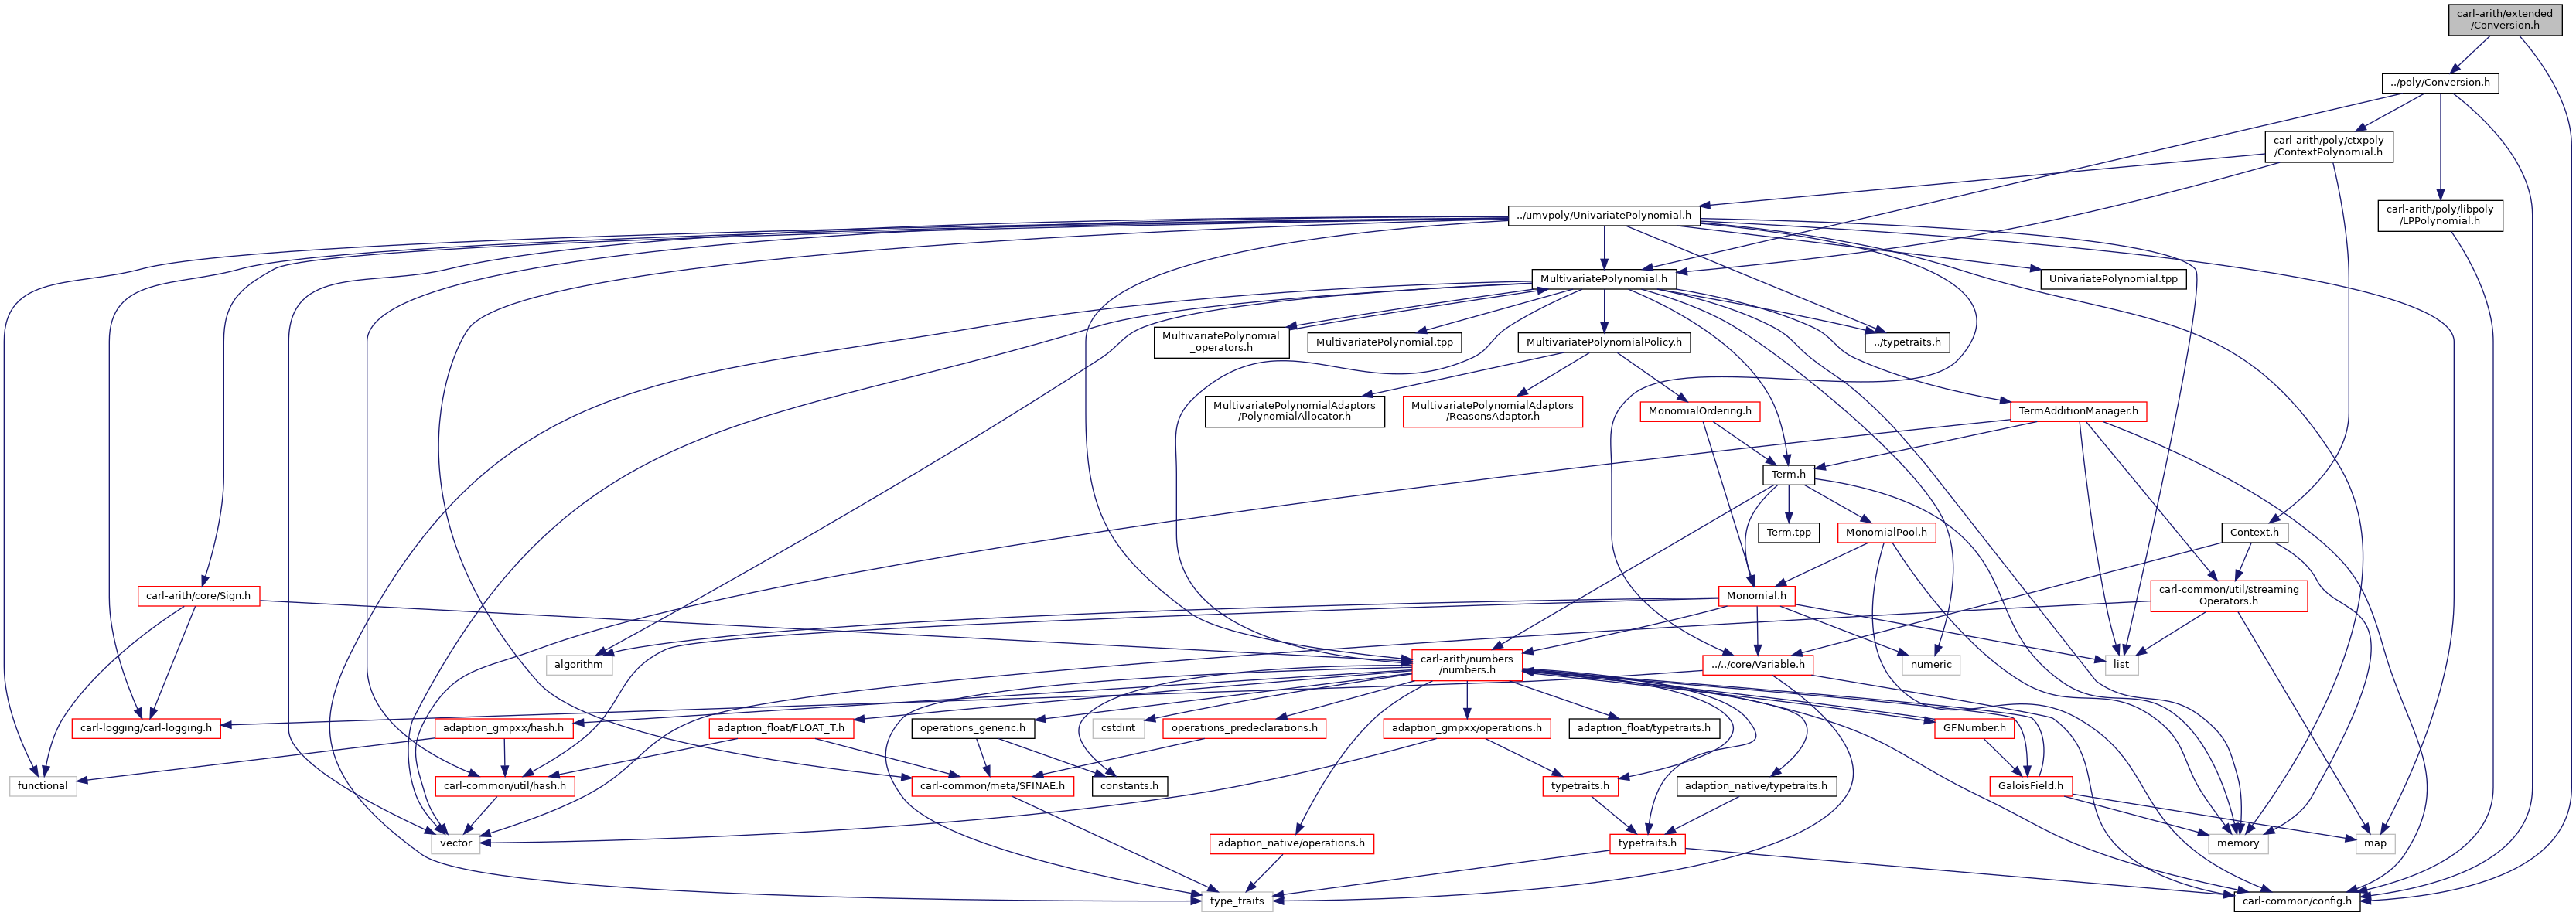 carl-arith/extended
/Conversion.h
../poly/Conversion.h
carl-arith/poly/ctxpoly
/ContextPolynomial.h
../umvpoly/UnivariatePolynomial.h
carl-arith/poly/libpoly
/LPPolynomial.h
MultivariatePolynomial.h
UnivariatePolynomial.tpp
MultivariatePolynomial
_operators.h
MultivariatePolynomial.tpp
MultivariatePolynomialPolicy.h
../typetraits.h
MultivariatePolynomialAdaptors
/PolynomialAllocator.h
MultivariatePolynomialAdaptors
/ReasonsAdaptor.h
MonomialOrdering.h
TermAdditionManager.h
Term.h
Term.tpp
MonomialPool.h
Context.h
carl-arith/core/Sign.h
Monomial.h
carl-common/util/streaming
Operators.h
algorithm
carl-arith/numbers
/numbers.h
../../core/Variable.h
numeric
list
carl-logging/carl-logging.h
adaption_gmpxx/hash.h
adaption_float/FLOAT_T.h
operations_generic.h
cstdint
operations_predeclarations.h
adaption_gmpxx/operations.h
adaption_float/typetraits.h
GFNumber.h
functional
carl-common/util/hash.h
carl-common/meta/SFINAE.h
constants.h
typetraits.h
adaption_native/typetraits.h
GaloisField.h
vector
adaption_native/operations.h
typetraits.h
memory
map
type_traits
carl-common/config.h